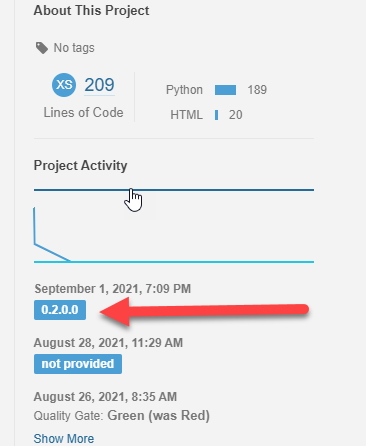 About This Project
No tags
XS 209
Lines of Code
Python 189
HTML 20
Project Activity
September 1, 2021, 7:09 PM
0.2.0.0
August 28, 2021, 11:29 AM
not provided
August 26, 2021, 8:35 AM
Quality Gate: Green (was Red)
Show More